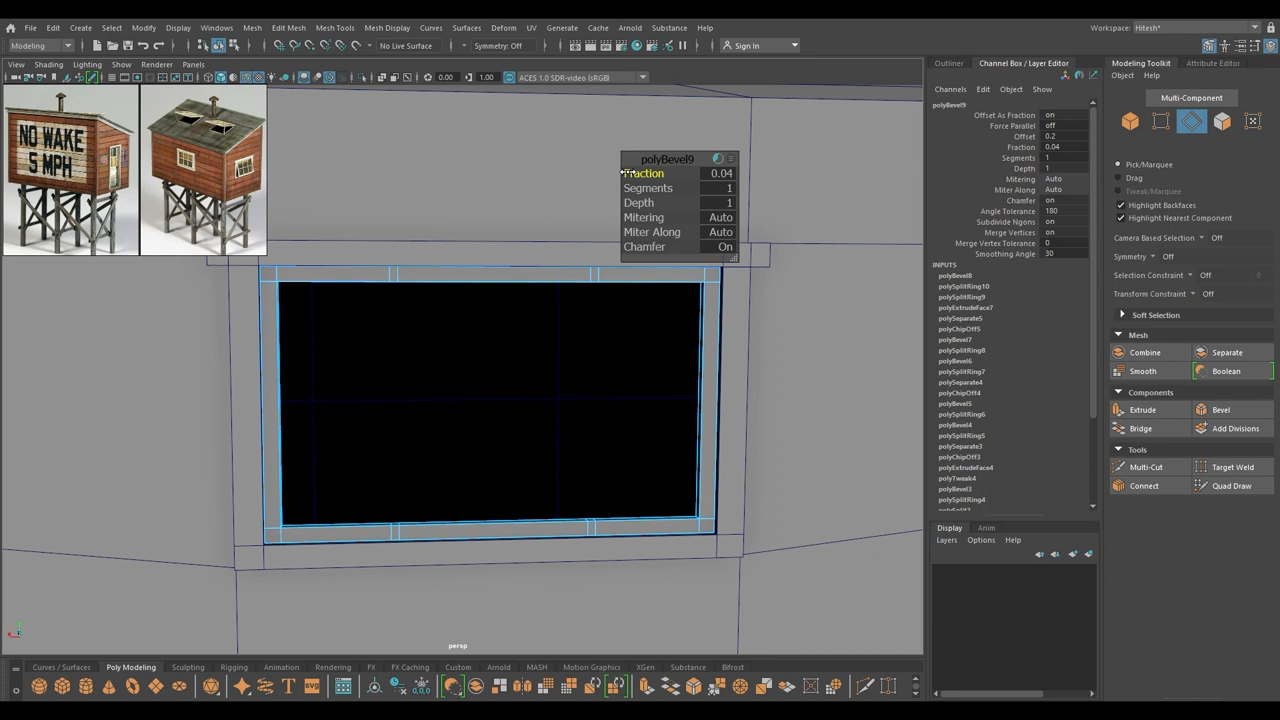 File Edit Create Select Modify Display Windows Mesh Edit Mesh Mesh Tools Mesh Display Curves Surfaces Deform UV Generate Cache Arnold Substance Help
Workspace: Hitesh*
Modeling No Live Surface Symmetry: Off Sign In
View Shading Lighting Show Renderer Panels
0.00 1.00 ACES 1.0 SDR-video (sRGB)
NO WAKE
5 MPH
polyBevel9
Fraction 0.04
Segments 1
Depth 1
Mitering Auto
Miter Along Auto
Chamfer On
persp
Outliner Channel Box / Layer Editor
Channels Edit Object Show
polyBevel9
Offset As Fraction on
Force Parallel off
Offset 0.2
Fraction 0.04
Segments 1
Depth 1
Mitering Auto
Miter Along Auto
Chamfer on
Angle Tolerance 180
Subdivide Ngons on
Merge Vertices on
Merge Vertex Tolerance 0
Smoothing Angle 30
INPUTS
polyBevel8
polySplitRing10
polySplitRing9
polyExtrudeFace7
polySeparate5
polyChipOff5
polyBevel7
polySplitRing8
polyBevel6
polySplitRing7
polySeparate4
polyChipOff4
polyBevel5
polySplitRing6
polyBevel4
polySplitRing5
polySeparate3
polyChipOff3
polyExtrudeFace4
polyTweak4
polyBevel3
polySplitRing4
Display Anim
Layers Options Help
Modeling Toolkit Attribute Editor
Object Help
Multi-Component
Pick/Marquee
Drag
Tweak/Marquee
Highlight Backfaces
Highlight Nearest Component
Camera Based Selection Off
Symmetry Off
Selection Constraint Off 0
Transform Constraint Off
Soft Selection
Mesh
Combine Separate
Smooth Boolean
Components
Extrude Bevel
Bridge Add Divisions
Tools
Multi-Cut Target Weld
Connect Quad Draw
Curves / Surfaces Poly Modeling Sculpting Rigging Animation Rendering FX FX Caching Custom Arnold MASH Motion Graphics XGen Substance Bifrost
T SVG
0,0,0